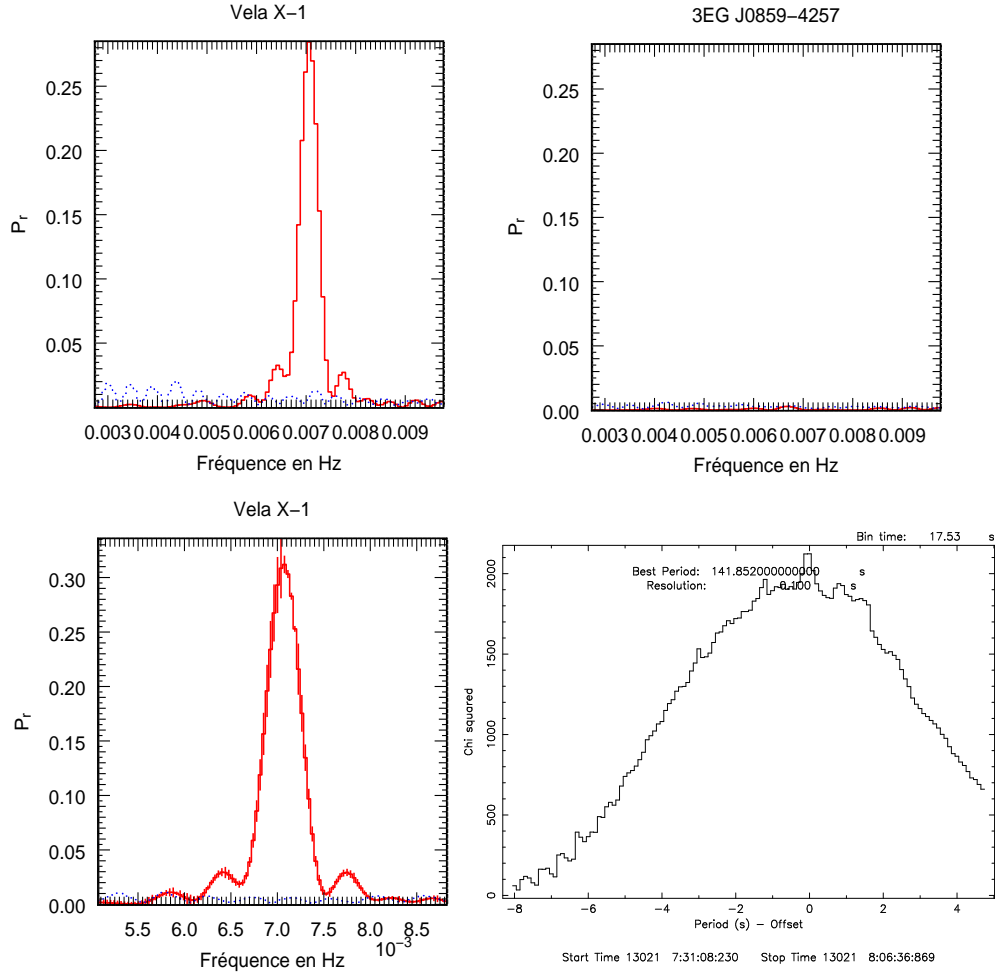 Vela X−1
0.25
0.20
0.15
0.10
0.05
P_r
0.003 0.004 0.005 0.006 0.007 0.008 0.009
Fréquence en Hz
3EG J0859−4257
0.25
0.20
0.15
0.10
0.05
0.00
P_r
0.003 0.004 0.005 0.006 0.007 0.008 0.009
Fréquence en Hz
Vela X−1
0.30
0.25
0.20
0.15
0.10
0.05
0.00
P_r
5.5 6.0 6.5 7.0 7.5 8.0 8.5
10^−3
Fréquence en Hz
Bin time: 17.53 s
Best Period: 141.852000000000 s
Resolution: 0.100 s
2000
1500
1000
500
0
Chi squared
−8 −6 −4 −2 0 2 4
Period (s) − Offset
Start Time 13021 7:31:08:230 Stop Time 13021 8:06:36:869